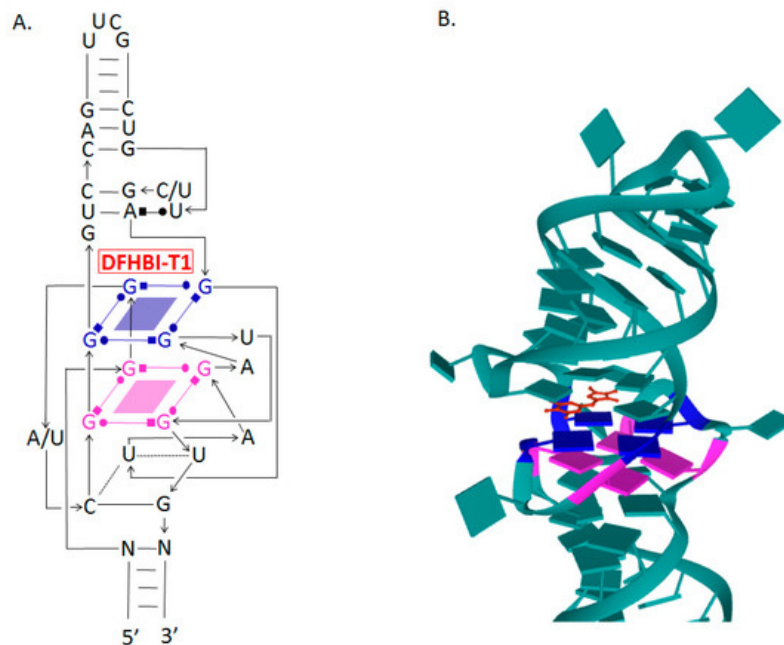 A.
B.
U C
U G
G C
A U
C G
C G C/U
U A U
G
DFHBI-T1
G G
G G U
G G A
G G
A/U U U A
C G
N N
5' 3'